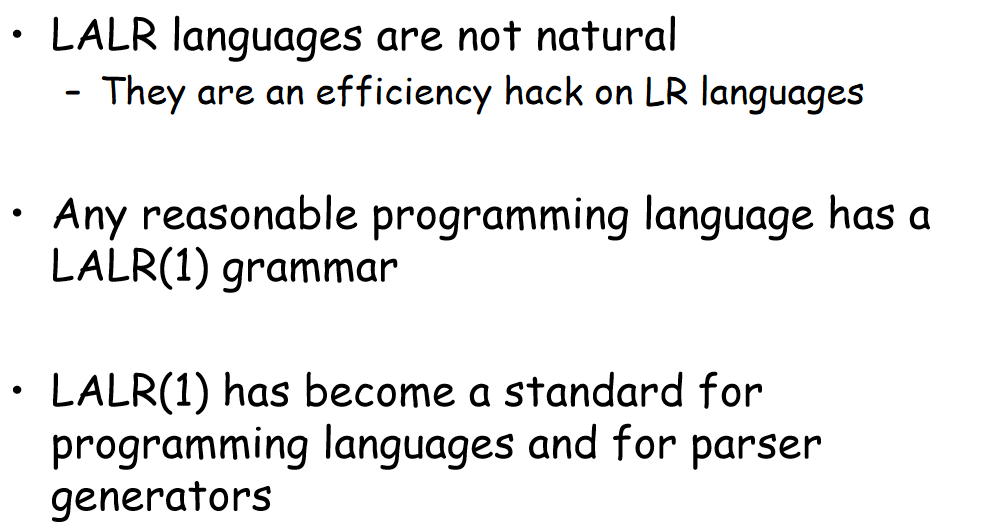 • LALR languages are not natural
– They are an efficiency hack on LR languages
• Any reasonable programming language has a
LALR(1) grammar
• LALR(1) has become a standard for
programming languages and for parser
generators